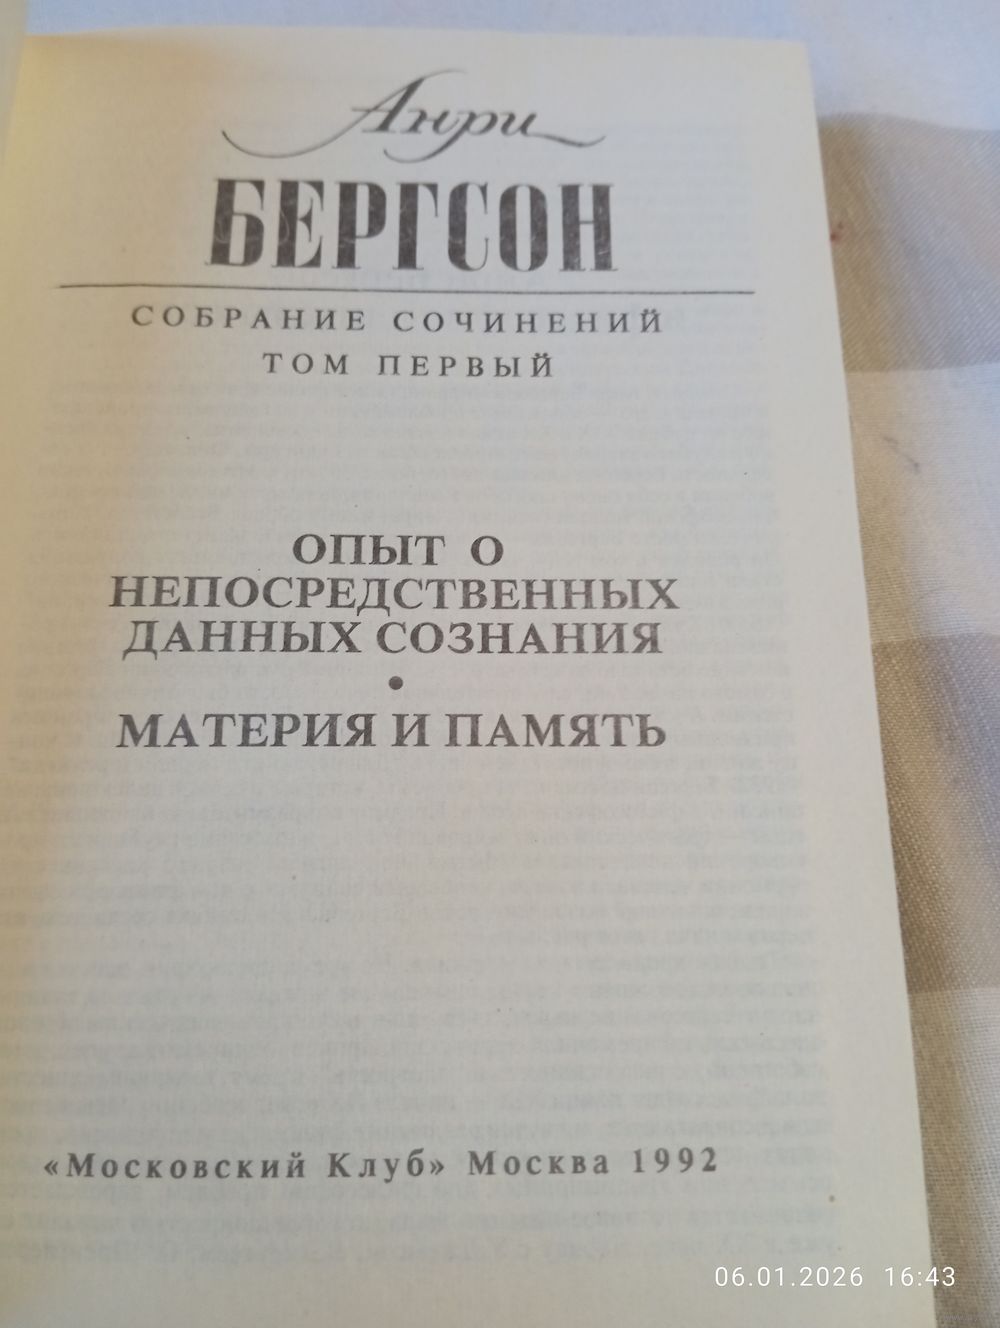 Анри
БЕРГСОН
СОБРАНИЕ СОЧИНЕНИЙ
ТОМ ПЕРВЫЙ
ОПЫТ О
НЕПОСРЕДСТВЕННЫХ
ДАННЫХ СОЗНАНИЯ
•
МАТЕРИЯ И ПАМЯТЬ
«Московский Клуб» Москва 1992
06.01.2026 16:43